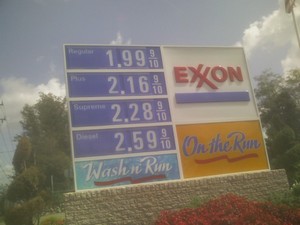 Regular
1.99 9/10
Plus
2.16 9/10
Supreme
2.28 9/10
Diesel
2.59 9/10
Wash n' Run
EXXON
On the Run